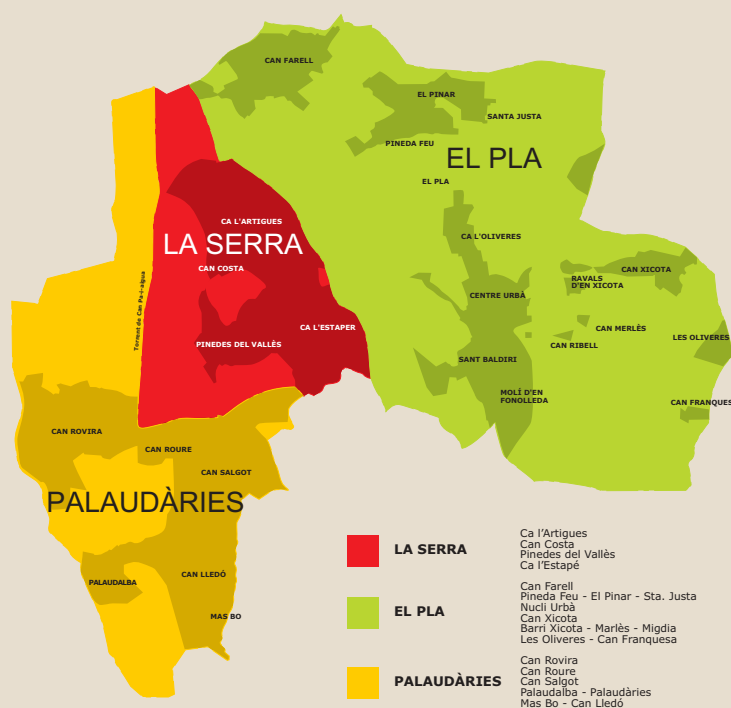 CAN FARELL
EL PINAR
SANTA JUSTA
PINEDA FEU
EL PLA
EL PLA
CA L'ARTIGUES
LA SERRA
CA L'OLIVERES
CAN COSTA
CAN XICOTA
RAVALS
D'EN XICOTA
Torrent de Can Pa-i-aigua
CENTRE URBÀ
CA L'ESTAPER
CAN MERLÈS
LES OLIVERES
PINEDES DEL VALLÈS
CAN RIBELL
SANT BALDIRI
MOLÍ D'EN
FONOLLEDA
CAN FRANQUES
CAN ROVIRA
CAN ROURE
CAN SALGOT
PALAUDÀRIES
PALAUDALBA
CAN LLEDÓ
MAS BO
LA SERRA
Ca l'Artigues
Can Costa
Pinedes del Vallès
Ca l'Estapé
EL PLA
Can Farell
Pineda Feu - El Pinar - Sta. Justa
Nucli Urbà
Can Xicota
Barri Xicota - Marlès - Migdia
Les Oliveres - Can Franquesa
PALAUDÀRIES
Can Rovira
Can Roure
Can Salgot
Palaudalba - Palaudàries
Mas Bo - Can Lledó